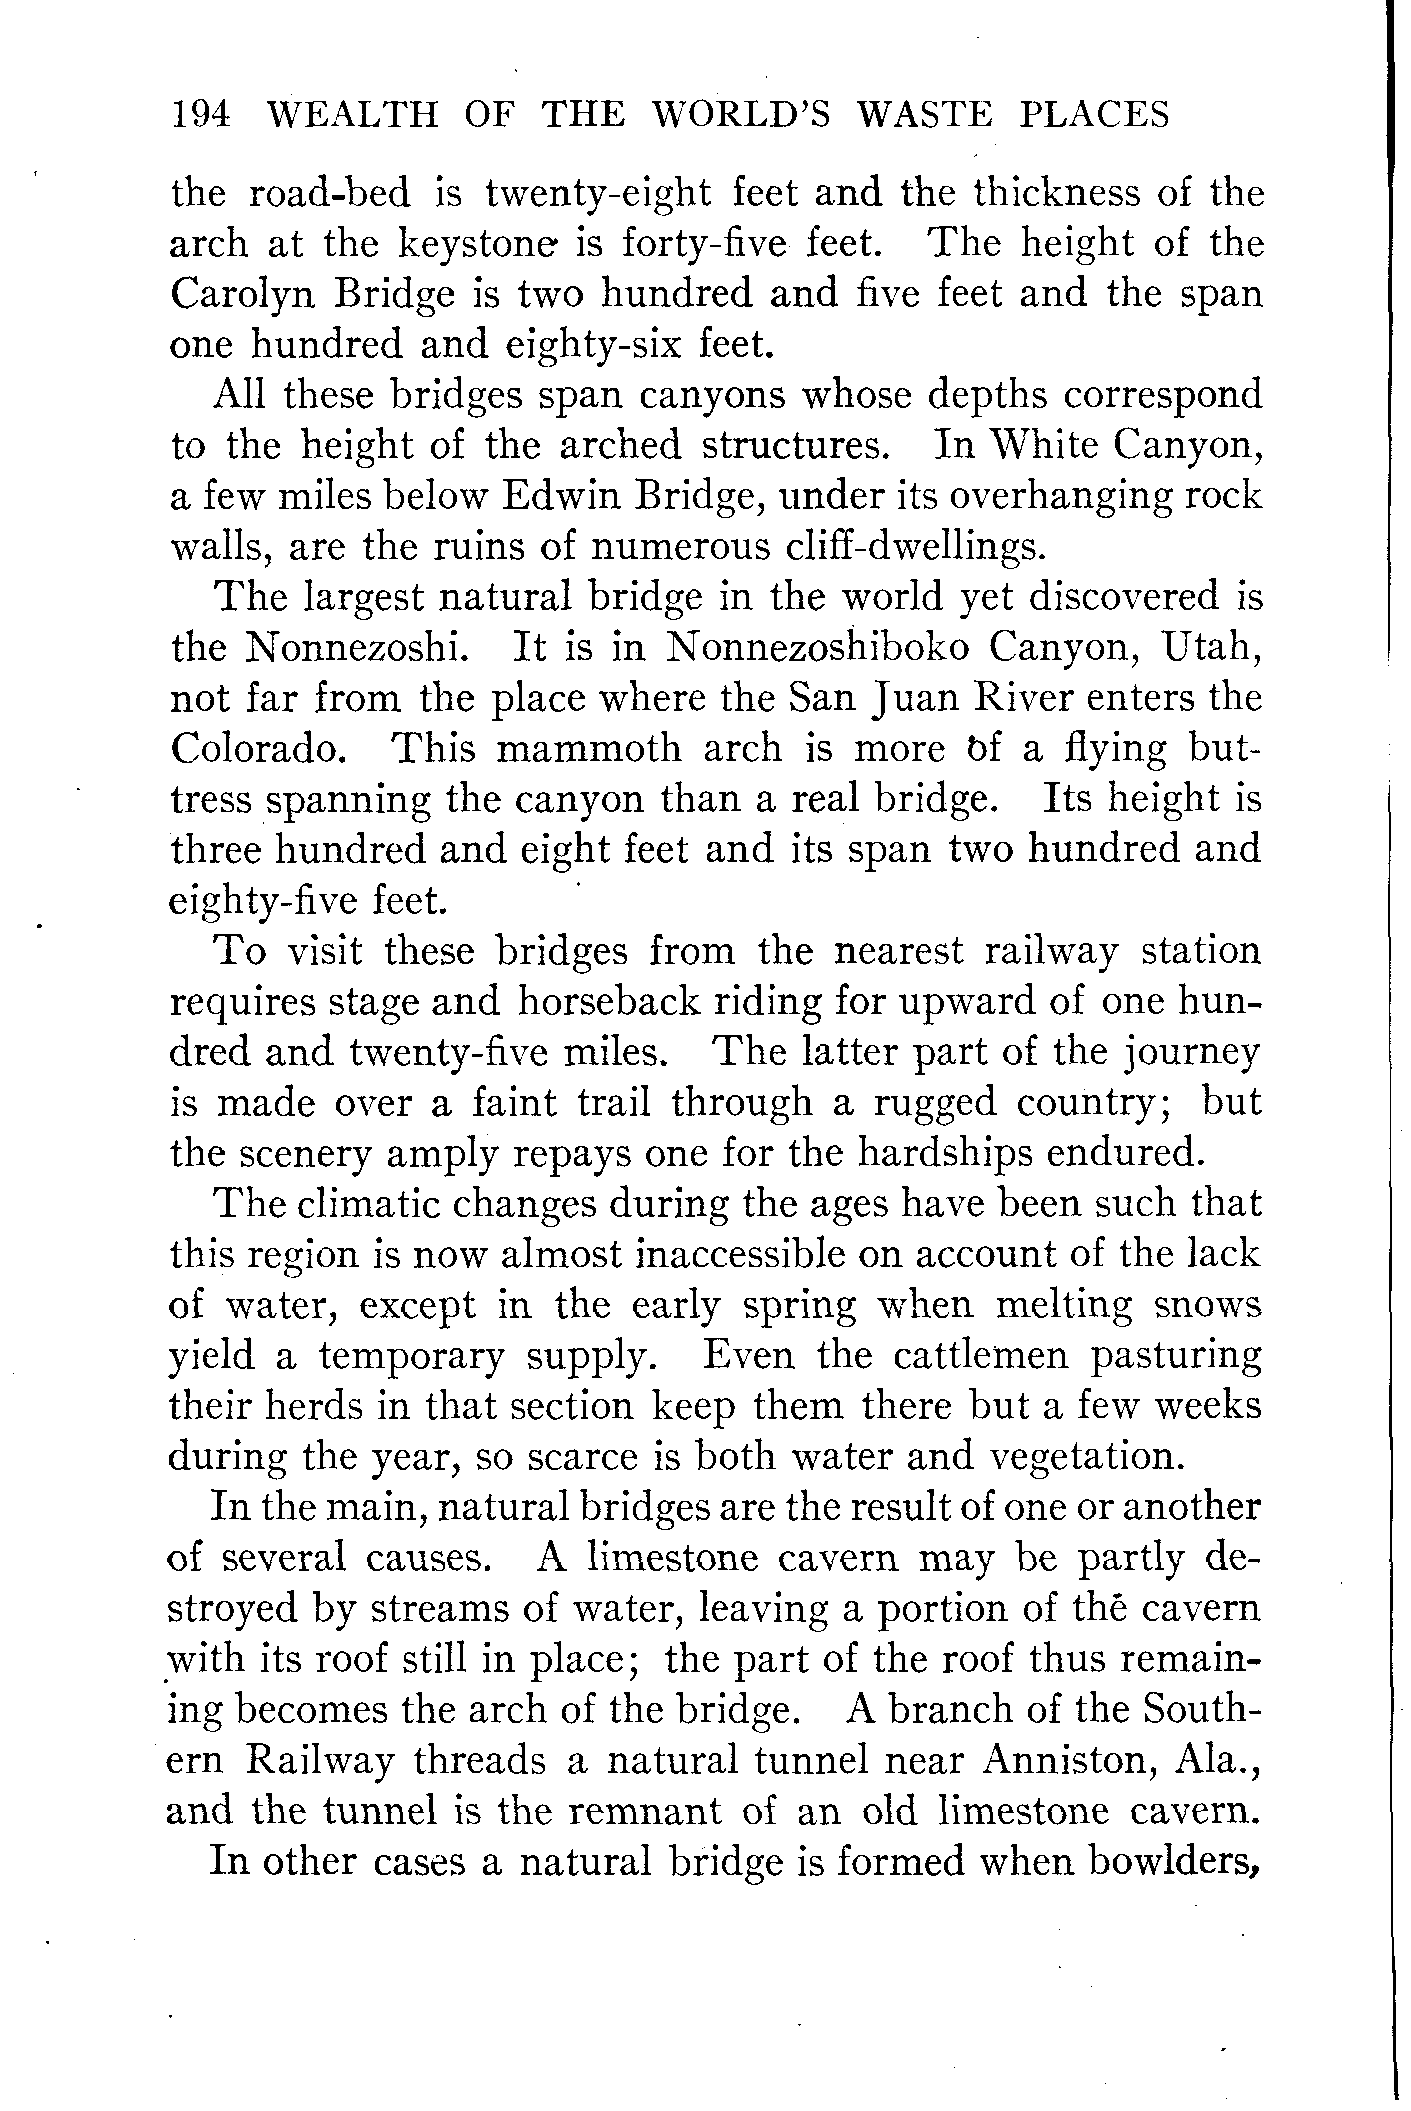 194 WEALTH OF THE WORLD'S WASTE PLACES
the road-bed is twenty-eight feet and the thickness of the
arch at the keystone is forty-five feet. The height of the
Carolyn Bridge is two hundred and five feet and the span
one hundred and eighty-six feet.
All these bridges span canyons whose depths correspond
to the height of the arched structures. In White Canyon,
a few miles below Edwin Bridge, under its overhanging rock
walls, are the ruins of numerous cliff-dwellings.
The largest natural bridge in the world yet discovered is
the Nonnezoshi. It is in Nonnezoshiboko Canyon, Utah,
not far from the place where the San Juan River enters the
Colorado. This mammoth arch is more of a flying but-
tress spanning the canyon than a real bridge. Its height is
three hundred and eight feet and its span two hundred and
eighty-five feet.
To visit these bridges from the nearest railway station
requires stage and horseback riding for upward of one hun-
dred and twenty-five miles. The latter part of the journey
is made over a faint trail through a rugged country; but
the scenery amply repays one for the hardships endured.
The climatic changes during the ages have been such that
this region is now almost inaccessible on account of the lack
of water, except in the early spring when melting snows
yield a temporary supply. Even the cattlemen pasturing
their herds in that section keep them there but a few weeks
during the year, so scarce is both water and vegetation.
In the main, natural bridges are the result of one or another
of several causes. A limestone cavern may be partly de-
stroyed by streams of water, leaving a portion of the cavern
with its roof still in place; the part of the roof thus remain-
ing becomes the arch of the bridge. A branch of the South-
ern Railway threads a natural tunnel near Anniston, Ala.,
and the tunnel is the remnant of an old limestone cavern.
In other cases a natural bridge is formed when bowlders,